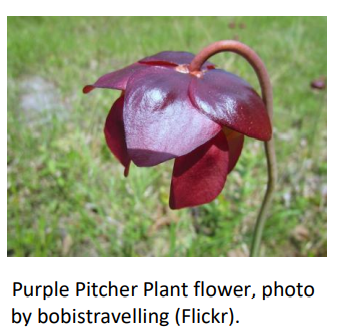 Purple Pitcher Plant flower, photo
by bobistravelling (Flickr).